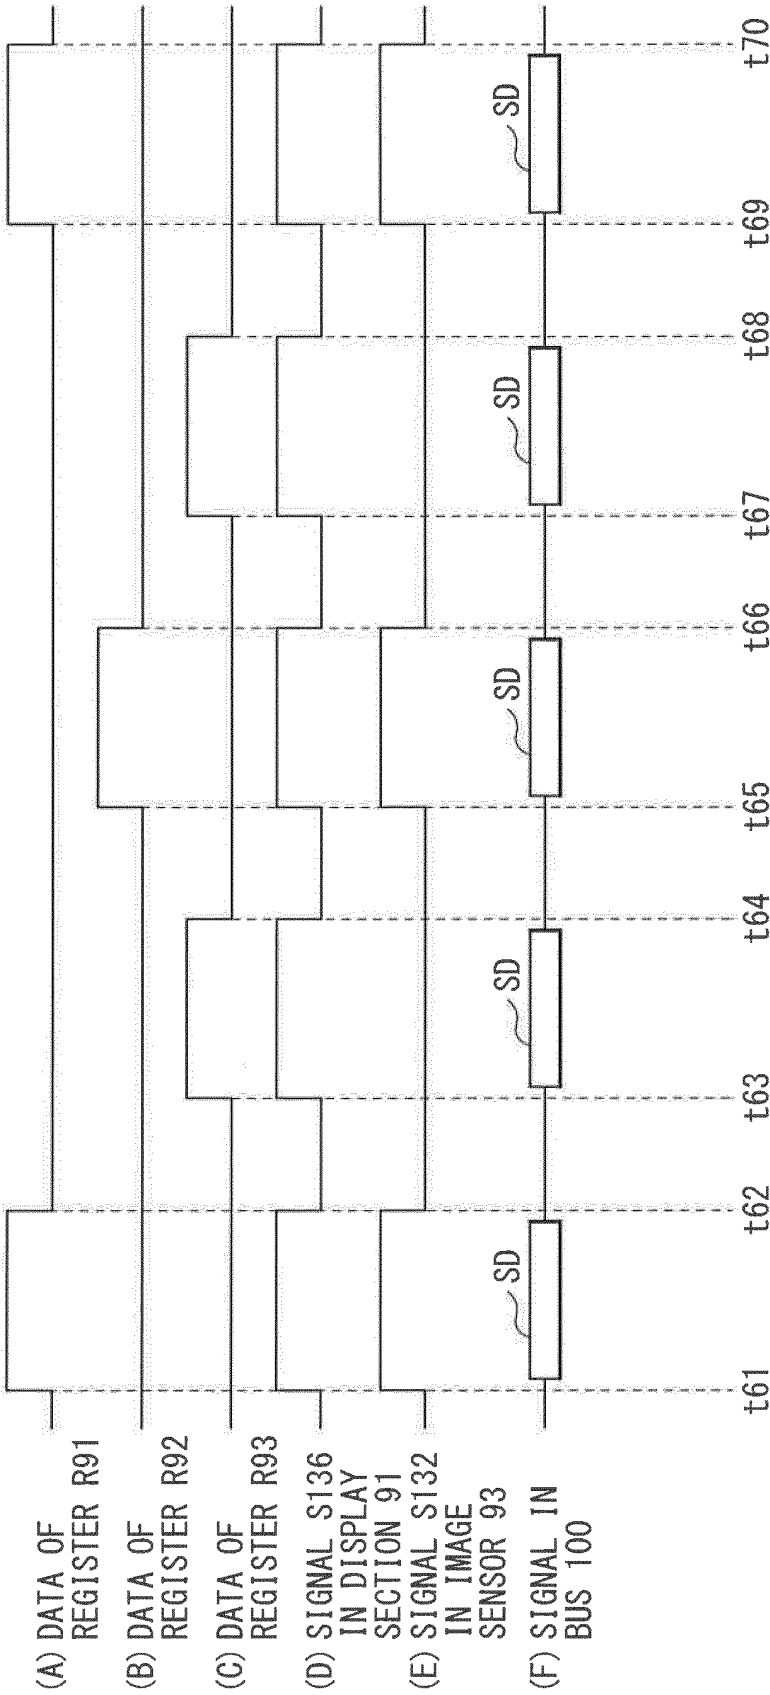 (A) DATA OF
REGISTER R91
(B) DATA OF
REGISTER R92
(C) DATA OF
REGISTER R93
(D) SIGNAL S136
IN DISPLAY
SECTION 91
(E) SIGNAL S132
IN IMAGE
SENSOR 93
(F) SIGNAL IN
BUS 100
SD
SD
SD
SD
SD
t61
t62
t63
t64
t65
t66
t67
t68
t69
t70